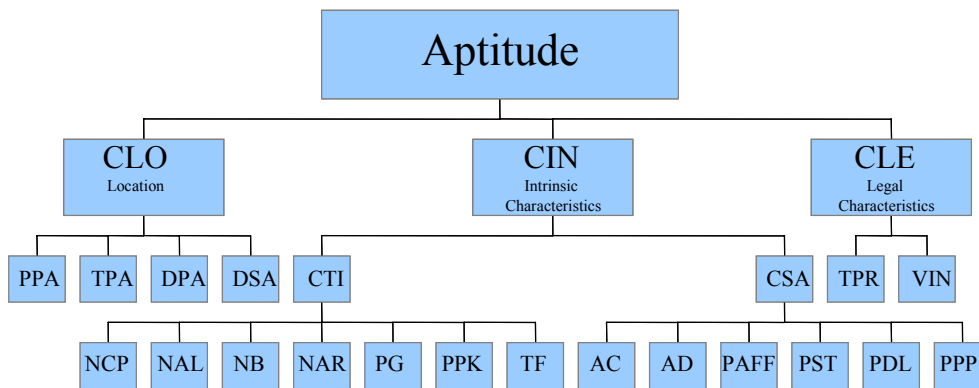 Aptitude
CLO
Location
CIN
Intrinsic
Characteristics
CLE
Legal
Characteristics
PPA
TPA
DPA
DSA
CTI
CSA
TPR
VIN
NCP
NAL
NB
NAR
PG
PPK
TF
AC
AD
PAFF
PST
PDL
PPP